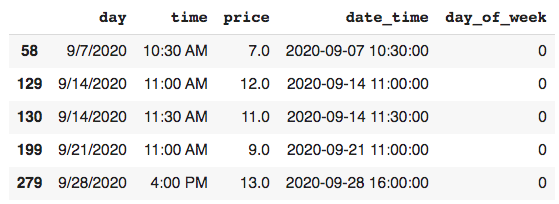 day time price date_time day_of_week
58 9/7/2020 10:30 AM 7.0 2020-09-07 10:30:00 0
129 9/14/2020 11:00 AM 12.0 2020-09-14 11:00:00 0
130 9/14/2020 11:30 AM 11.0 2020-09-14 11:30:00 0
199 9/21/2020 11:00 AM 9.0 2020-09-21 11:00:00 0
279 9/28/2020 4:00 PM 13.0 2020-09-28 16:00:00 0